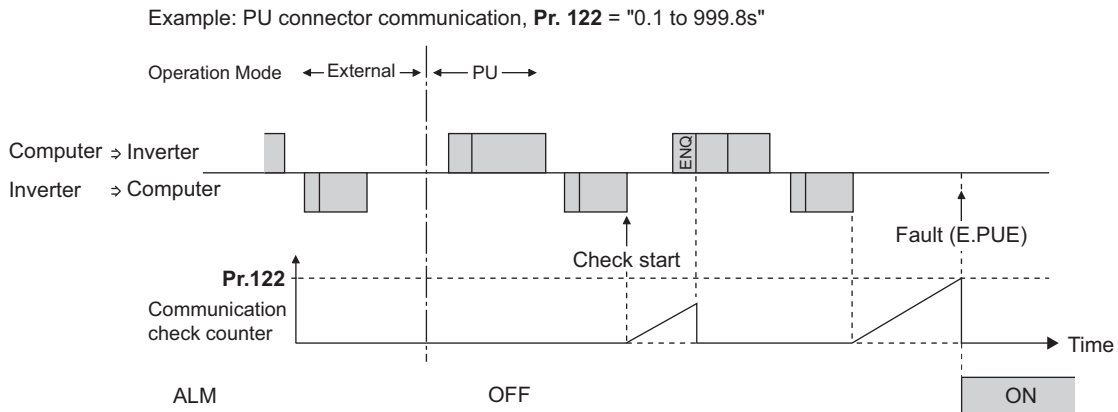 Example: PU connector communication, Pr. 122 = "0.1 to 999.8s"
Operation Mode
External
PU
Computer ⇒ Inverter
ENQ
Inverter ⇒ Computer
Fault (E.PUE)
Check start
Pr.122
Communication
check counter
Time
ALM
OFF
ON